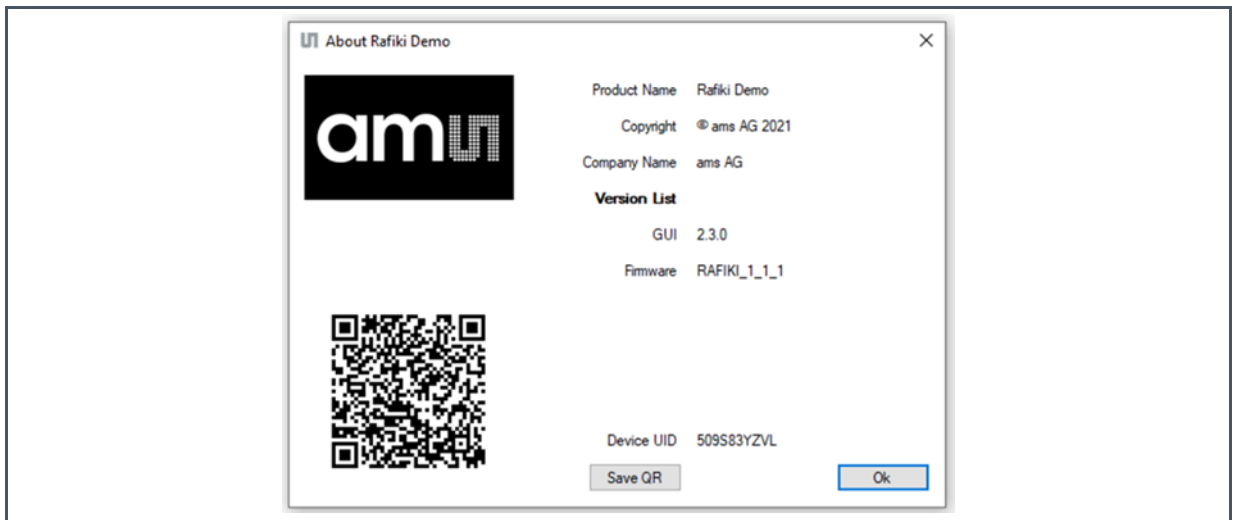 About Rafiki Demo
amu
Product Name Rafiki Demo
Copyright © ams AG 2021
Company Name ams AG
Version List
GUI 2.3.0
Firmware RAFIKI_1_1_1
Device UID 509S83YZVL
Save QR
Ok